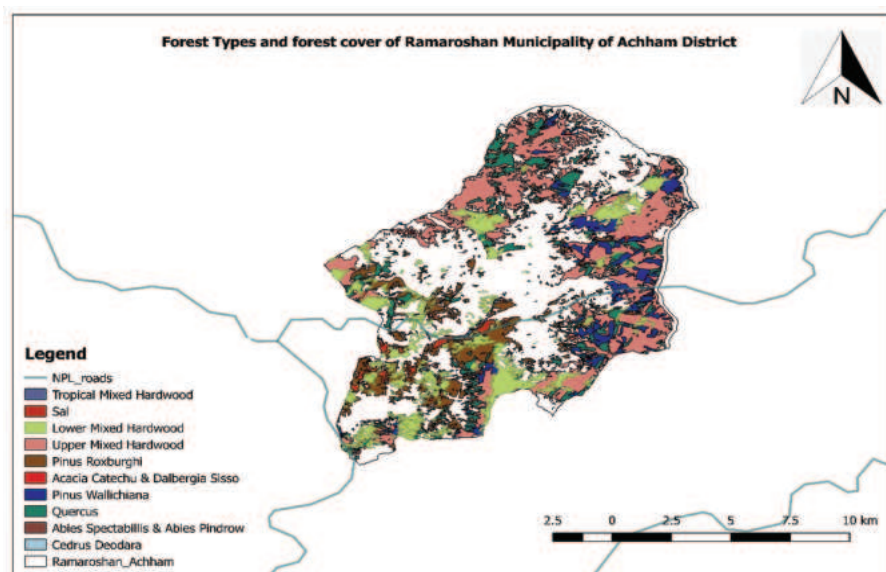 Forest Types and forest cover of Ramaroshan Municipality of Achham District
N
Legend
NPL_roads
Tropical Mixed Hardwood
Sal
Lower Mixed Hardwood
Upper Mixed Hardwood
Pinus Roxburghi
Acacia Catechu & Dalbergia Sisso
Pinus Wallichiana
Quercus
Abies Spectabillis & Abies Pindrow
Cedrus Deodara
Ramaroshan_Achham
2.5 0 2.5 5 7.5 10 km